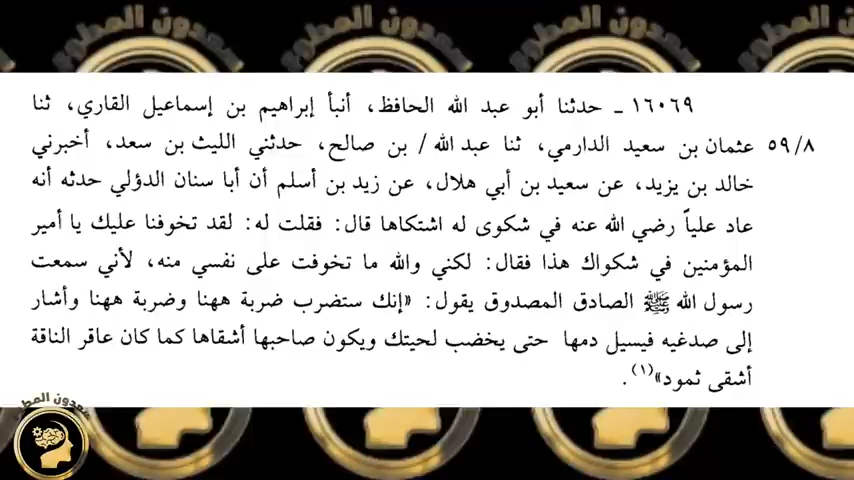 ١٦٠٦٩ ـ حدثنا أبو عبد الله الحافظ، أنبأ إبراهيم بن إسماعيل القاري، ثنا
٥٩/٨ عثمان بن سعيد الدارمي، ثنا عبد الله / بن صالح، حدثني الليث بن سعد، أخبرني
خالد بن يزيد، عن سعيد بن أبي هلال، عن زيد بن أسلم أن أبا سنان الدؤلي حدثه أنه
عاد علياً رضي الله عنه في شكوى له اشتكاها قال: فقلت له: لقد تخوفنا عليك يا أمير
المؤمنين في شكواك هذا فقال: لكني والله ما تخوفت على نفسي منه، لأني سمعت
رسول الله ﷺ الصادق المصدوق يقول: «إنك ستضرب ضربة ههنا وضربة ههنا وأشار
إلى صدغيه فيسيل دمها حتى يخضب لحيتك ويكون صاحبها أشقاها كما كان عاقر الناقة
أشقى ثمود»(١).
سعدون المطوع